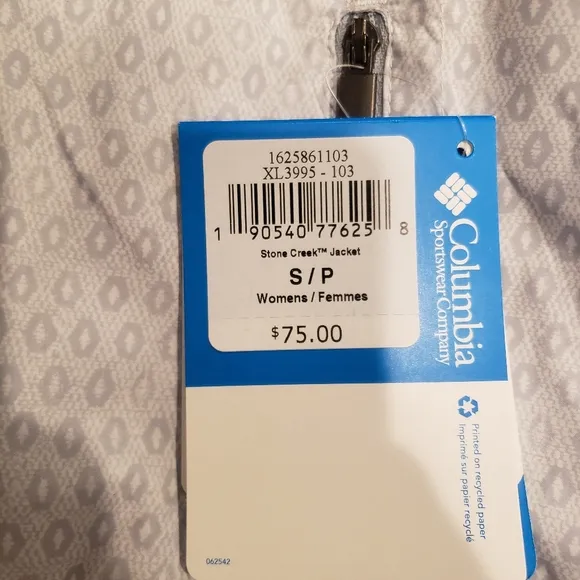 1625861103
XL3995 - 103
1 90540 77625 8
Stone Creek™ Jacket
S / P
Womens / Femmes
$75.00
Columbia
Sportswear Company
Printed on recycled paper
Imprimé sur papier recyclé
062542